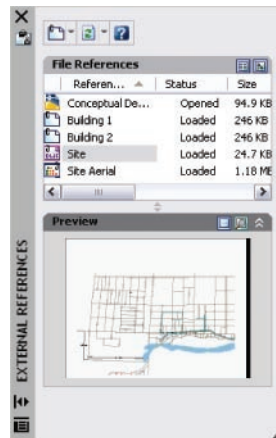 File References
Referen... Status Size
Conceptual De... Opened 94.9 KB
Building 1 Loaded 246 KB
Building 2 Loaded 246 KB
Site Loaded 24.7 KB
Site Aerial Loaded 1.18 ME
Preview
EXTERNAL REFERENCES